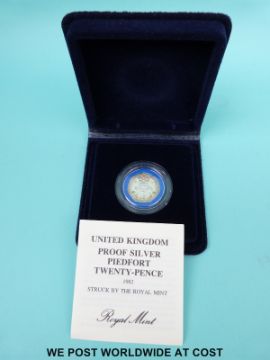 UNITED KINGDOM
PROOF SILVER
PIEDFORT
TWENTY-PENCE
1982
STRUCK BY THE ROYAL MINT
Royal Mint
WE POST WORLDWIDE AT COST